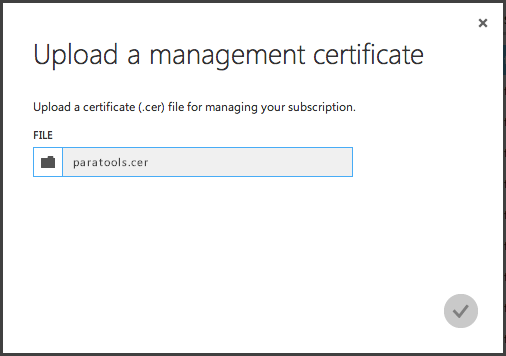 Upload a management certificate
Upload a certificate (.cer) file for managing your subscription.
FILE
paratools.cer